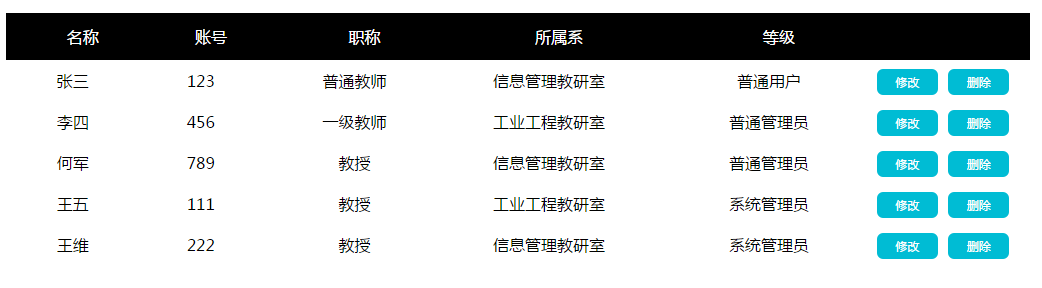 名称 账号 职称 所属系 等级
张三 123 普通教师 信息管理教研室 普通用户 修改 删除
李四 456 一级教师 工业工程教研室 普通管理员 修改 删除
何军 789 教授 信息管理教研室 普通管理员 修改 删除
王五 111 教授 工业工程教研室 系统管理员 修改 删除
王维 222 教授 信息管理教研室 系统管理员 修改 删除